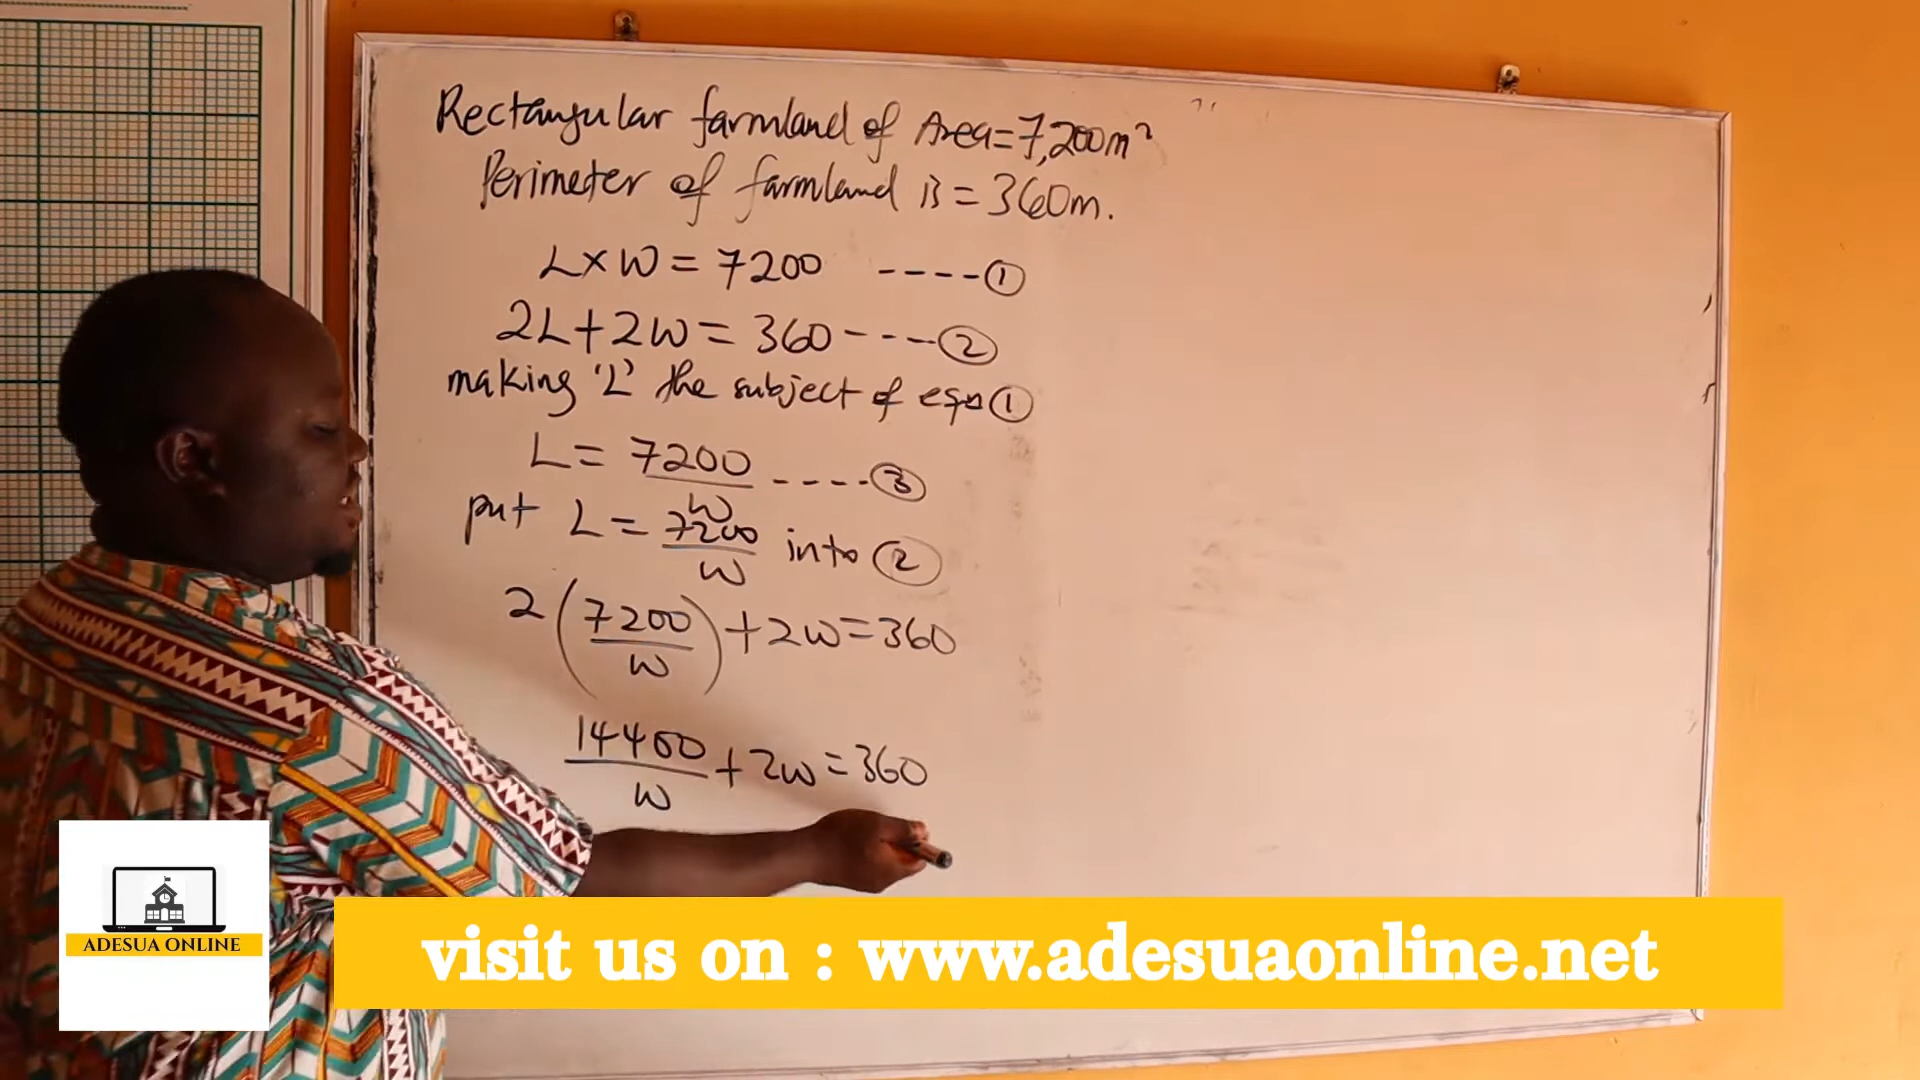 Rectangular farmland of Area=7,200m²
Perimeter of farmland is = 360m.
L×W = 7200 ----①
2L+2W = 360----②
making 'L' the subject of eqn ①
L = 7200/W ----③
put L = 7200/W into ②
2(7200/W)+2W=360
14400/W+2W=360
ADESUA ONLINE
visit us on : www.adesuaonline.net